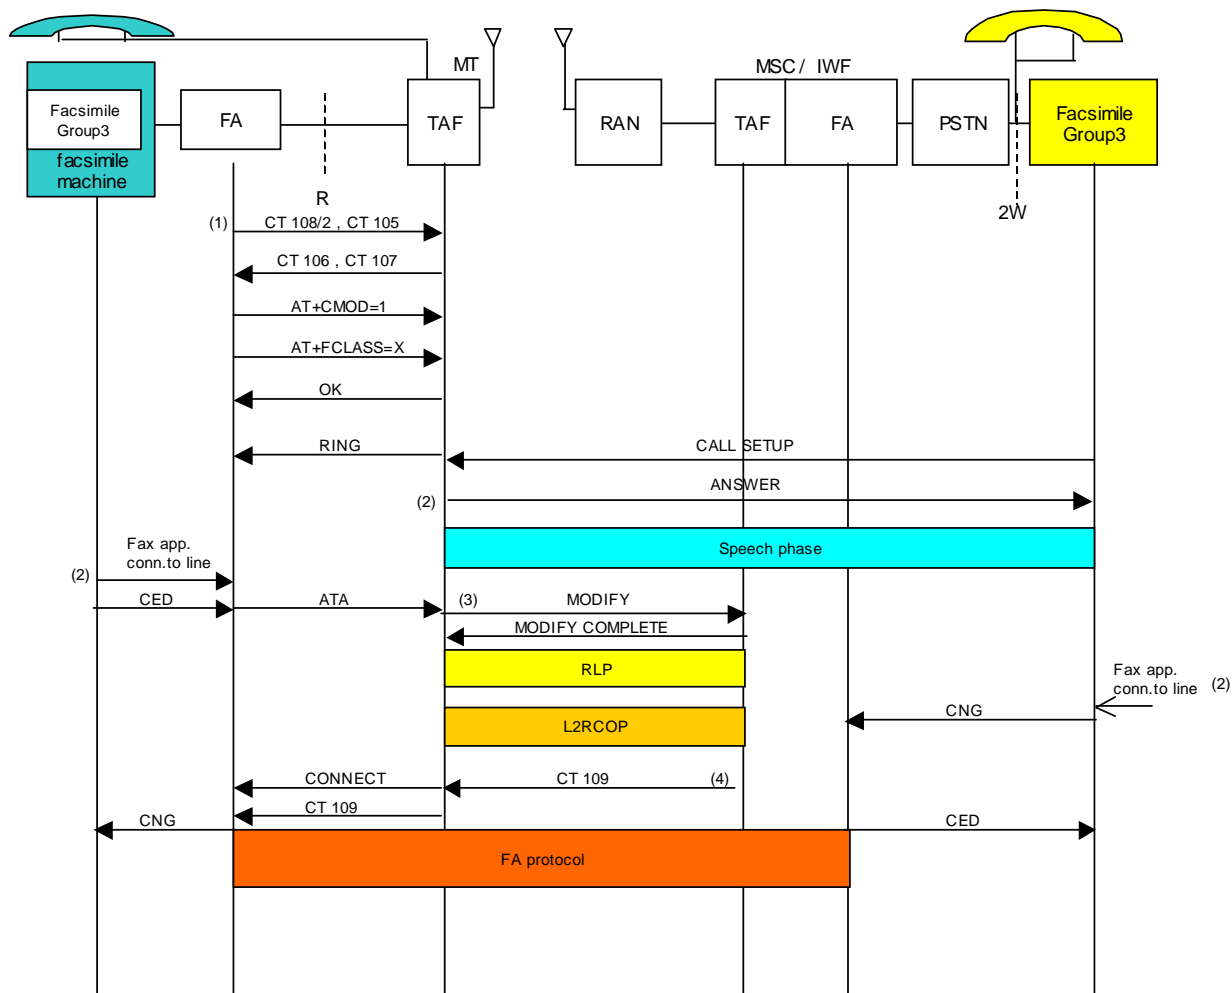 MT
MSC / IWF
Facsimile
Group3
facsimile
machine
FA
TAF
RAN
TAF
FA
PSTN
Facsimile
Group3
R
2W
(1)
CT 108/2 , CT 105
CT 106 , CT 107
AT+CMOD=1
AT+FCLASS=X
OK
RING
CALL SETUP
(2)
ANSWER
Speech phase
Fax app.
conn.to line
(2)
CED
ATA
(3)
MODIFY
MODIFY COMPLETE
RLP
Fax app.
conn.to line
(2)
CNG
L2RCOP
CONNECT
CT 109
(4)
CT 109
CNG
CED
FA protocol